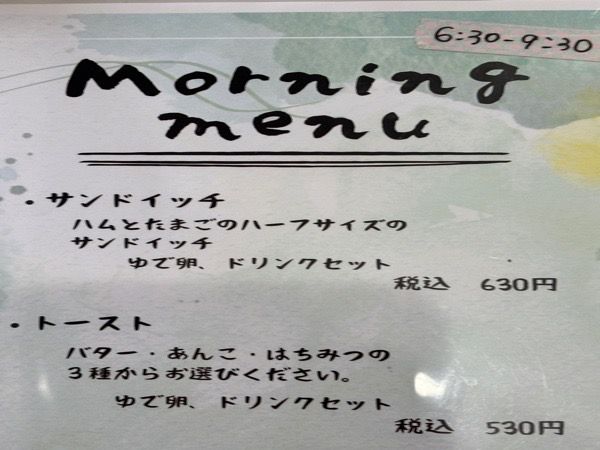 6:30-9:30
Morning
menu
・サンドイッチ
ハムとたまごのハーフサイズの
サンドイッチ
ゆで卵、ドリンクセット
税込 630円
・トースト
バター・あんこ・はちみつの
3種からお選びください。
ゆで卵、ドリンクセット
税込 530円